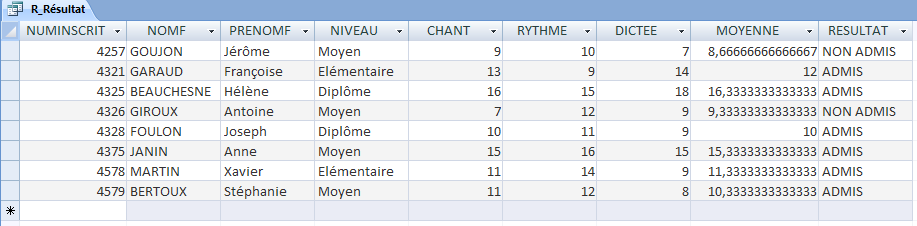 R_Résultat
NUMINSCRIT NOMF PRENOMF NIVEAU CHANT RYTHME DICTEE MOYENNE RESULTAT
4257 GOUJON Jérôme Moyen 9 10 7 8,66666666666667 NON ADMIS
4321 GARAUD Françoise Elémentaire 13 9 14 12 ADMIS
4325 BEAUCHESNE Hélène Diplôme 16 15 18 16,3333333333333 ADMIS
4326 GIROUX Antoine Moyen 7 12 9 9,33333333333333 NON ADMIS
4328 FOULON Joseph Diplôme 10 11 9 10 ADMIS
4375 JANIN Anne Moyen 15 16 15 15,3333333333333 ADMIS
4578 MARTIN Xavier Elémentaire 11 14 9 11,3333333333333 ADMIS
4579 BERTOUX Stéphanie Moyen 11 12 8 10,3333333333333 ADMIS